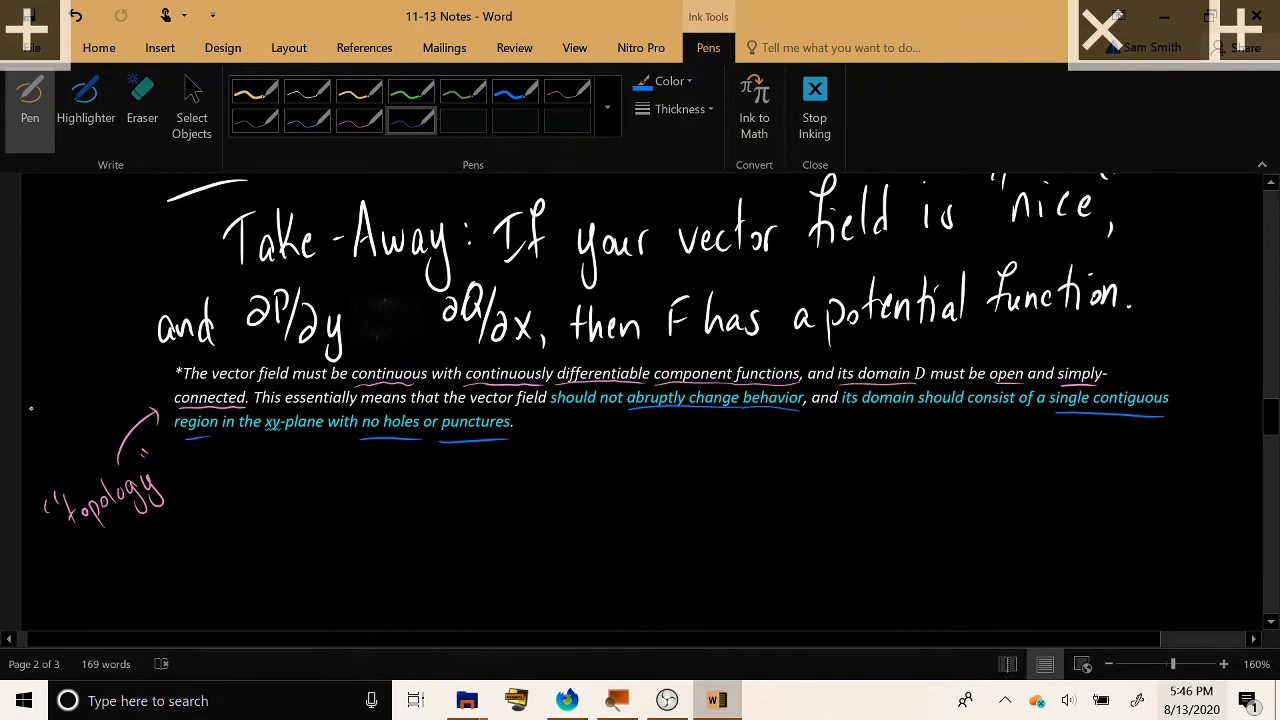 11-13 Notes - Word
Ink Tools
File Home Insert Design Layout References Mailings Review View Nitro Pro Pens Tell me what you want to do... Sam Smith Share
Pen Highlighter Eraser Select Objects
Color
Thickness
Ink to Math
Stop Inking
Write Pens Convert Close
Take-Away: If your vector field is "nice",
and ∂P/∂y ∂Q/∂x, then F has a potential function.
*The vector field must be continuous with continuously differentiable component functions, and its domain D must be open and simply-
connected. This essentially means that the vector field should not abruptly change behavior, and its domain should consist of a single contiguous
region in the xy-plane with no holes or punctures.
"topology"
Page 2 of 3 169 words 160%
Type here to search
5:46 PM
8/13/2020
1